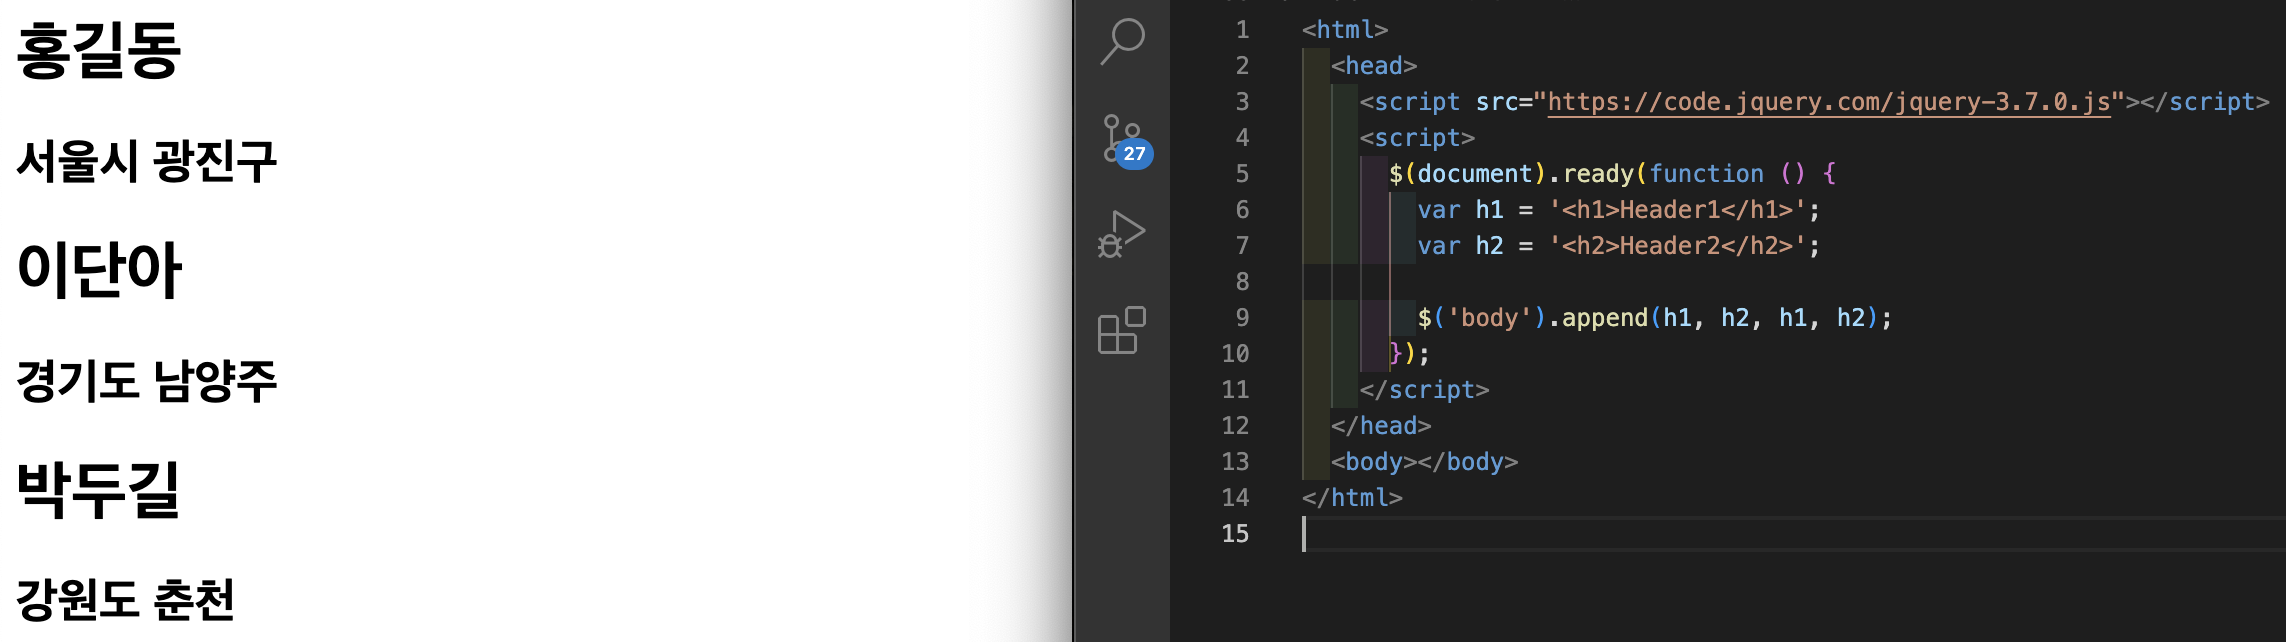 홍길동
서울시 광진구
이단아
경기도 남양주
박두길
강원도 춘천
27
1 <html>
2 <head>
3 <script src="https://code.jquery.com/jquery-3.7.0.js"></script>
4 <script>
5 $(document).ready(function () {
6 var h1 = '<h1>Header1</h1>';
7 var h2 = '<h2>Header2</h2>';
8
9 $('body').append(h1, h2, h1, h2);
10 });
11 </script>
12 </head>
13 <body></body>
14 </html>
15